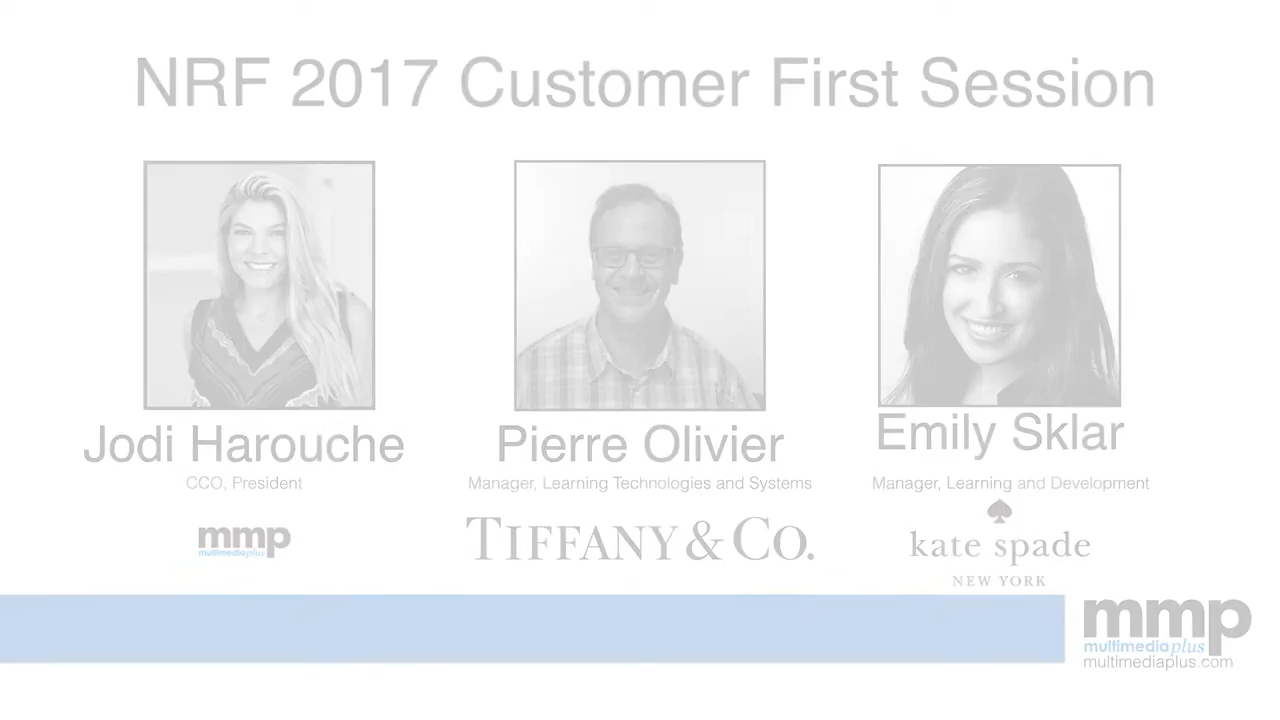 NRF 2017 Customer First Session
Jodi Harouche
CCO, President
mmp
multimediaplus
Pierre Olivier
Manager, Learning Technologies and Systems
TIFFANY & CO.
Emily Sklar
Manager, Learning and Development
kate spade
NEW YORK
mmp
multimediaplus
multimediaplus.com